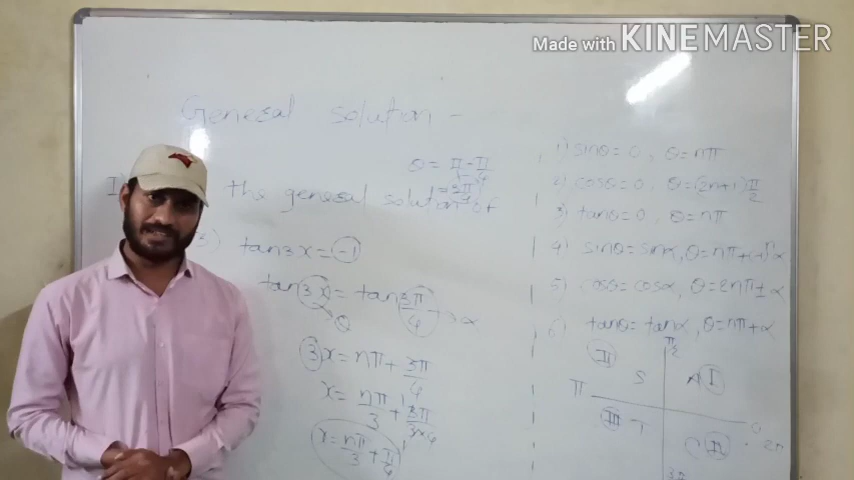 Made with KINEMASTER
General solution -
θ = π/1 - π/4
= 3π/4
I the general solution of
3) tan3x = -1
tan 3x = tan 3π/4 → α
θ
3x = nπ + 3π/4
x = nπ/3 + 3π/3×4
x = nπ/3 + π/4
1) sinθ = 0, θ = nπ
2) cosθ = 0, θ = (2n+1) π/2
3) tanθ = 0, θ = nπ
4) sinθ = sinα, θ = nπ + (-1)ⁿα
5) cosθ = cosα, θ = 2nπ ± α
6) tanθ = tanα, θ = nπ + α
π/2
II
S A I
π 0
III T C IV 2π